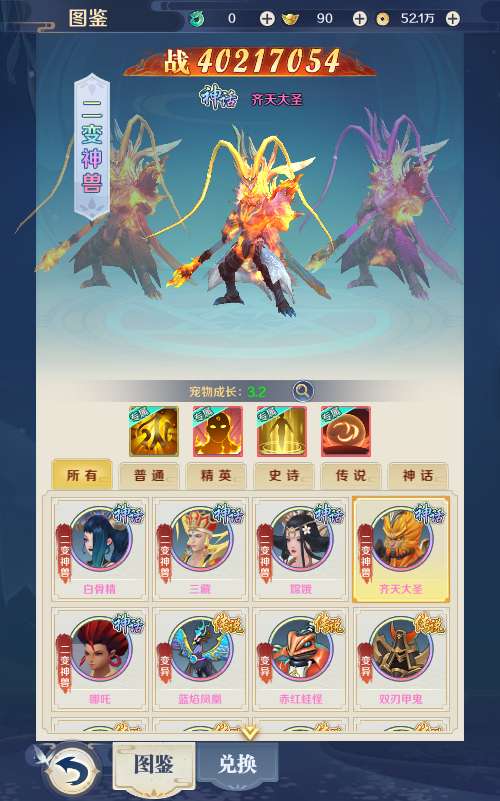 图鉴 0 90 52.1万
战 40217054
神话 齐天大圣
二变神兽
宠物成长：3.2
专属 专属 专属 专属
所有 普通 精英 史诗 传说 神话
神话 神话 神话 神话
二变神兽 二变神兽 二变神兽 二变神兽
白骨精 三藏 嫦娥 齐天大圣
神话 传说 传说 传说
二变神兽 变异 变异 变异
哪吒 蓝焰凤凰 赤红蛙怪 双刃甲鬼
图鉴 兑换